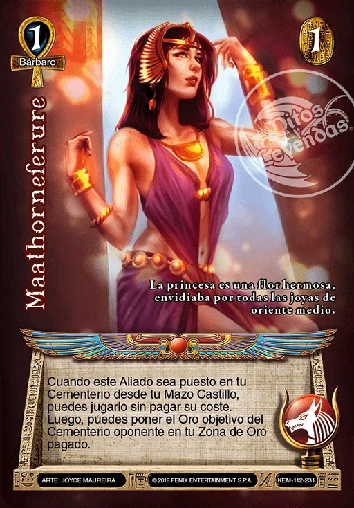 1
1
Bárbaro
Mitos
Leyendas
Maathorneferure
La princesa es una flor hermosa,
envidiaba por todas las joyas de
oriente medio.
Cuando este Aliado sea puesto en tu
Cementerio desde tu Mazo Castillo,
puedes jugarlo sin pagar su coste.
Luego, puedes poner el Oro objetivo del
Cementerio oponente en tu Zona de Oro
pagado.
ARTE: JOYCE MAUREIRA
© 2015 FENIX ENTERTAINMENT S.P.A.
NEM-182-231